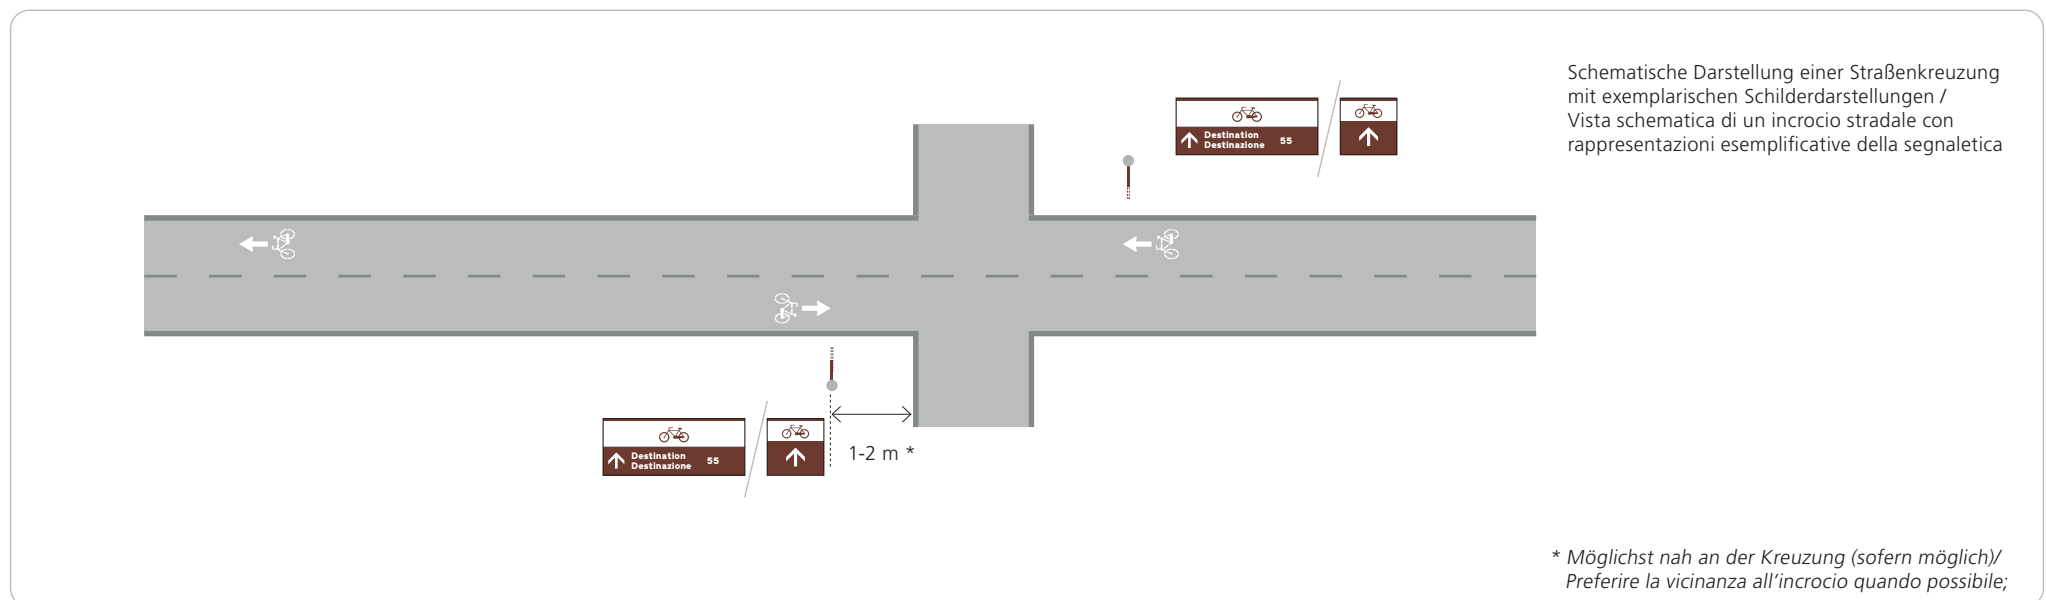 Schematische Darstellung einer Straßenkreuzung
mit exemplarischen Schilderdarstellungen /
Vista schematica di un incrocio stradale con
rappresentazioni esemplificative della segnaletica
Destination
Destinazione 55
Destination
Destinazione 55
1-2 m *
* Möglichst nah an der Kreuzung (sofern möglich)/
Preferire la vicinanza all’incrocio quando possibile;